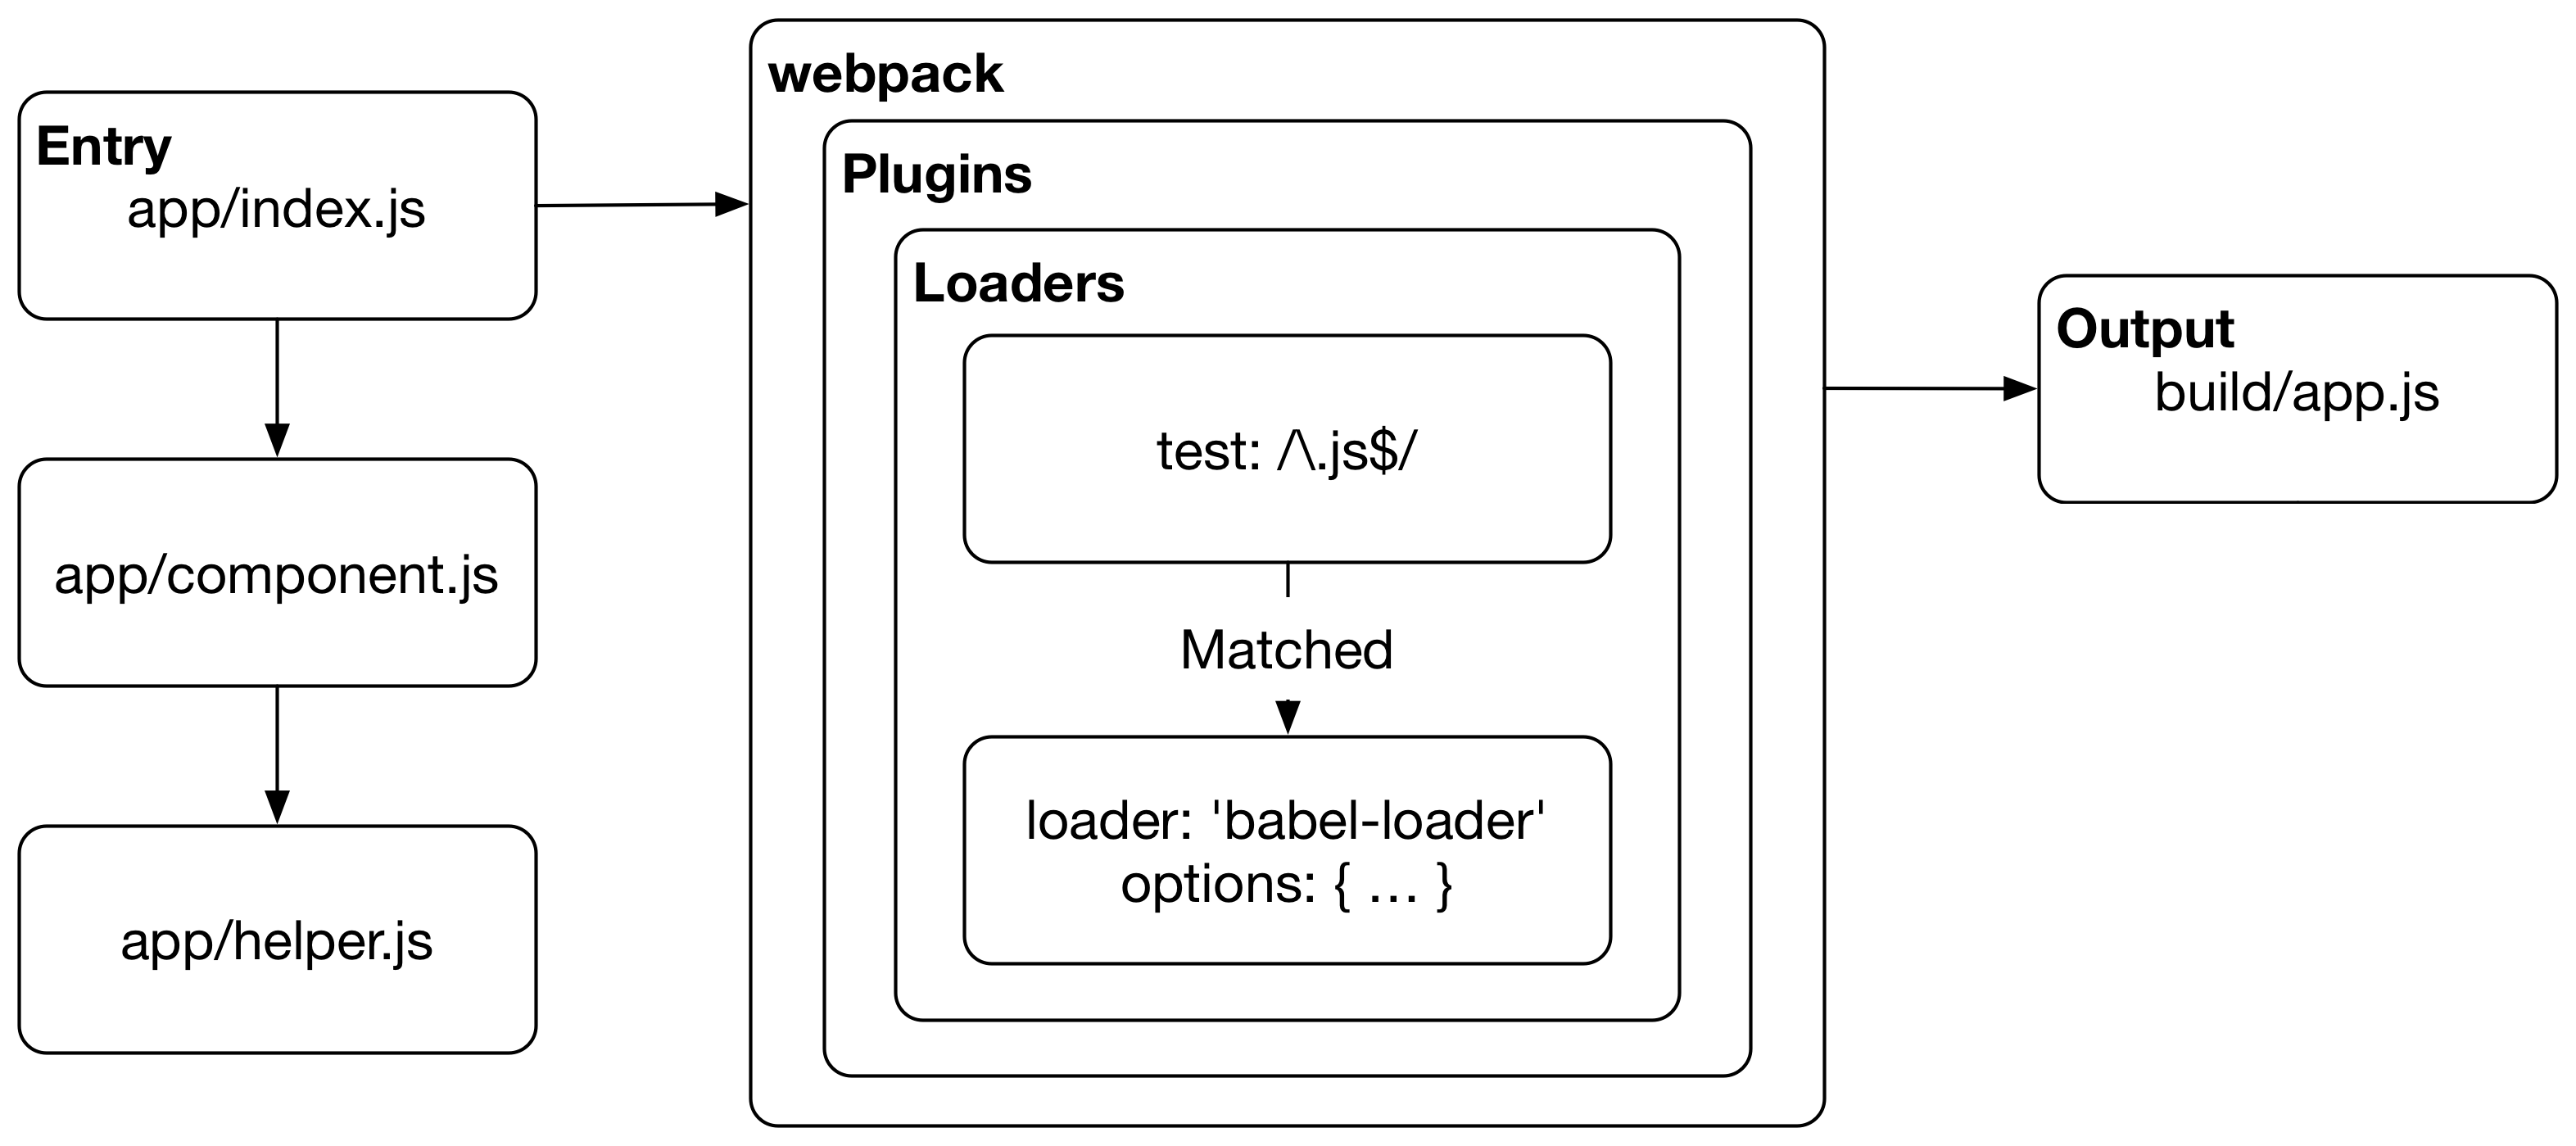 Entry
app/index.js
app/component.js
app/helper.js
webpack
Plugins
Loaders
test: /\.js$/
Matched
loader: 'babel-loader'
options: { … }
Output
build/app.js